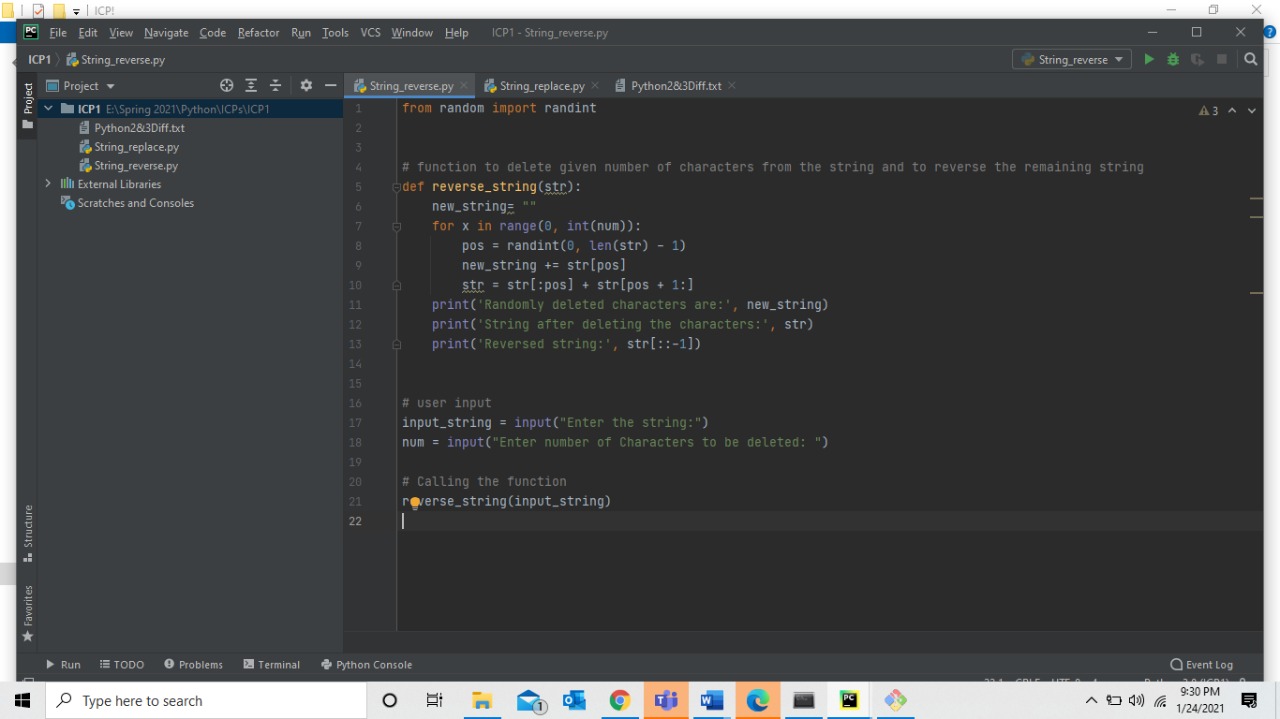 ICP!
File Edit View Navigate Code Refactor Run Tools VCS Window Help ICP1 - String_reverse.py
ICP1 String_reverse.py String_reverse
Project
Project
String_reverse.py String_replace.py Python2&3Diff.txt
ICP1 E:\Spring 2021\Python\ICPs\ICP1
Python2&3Diff.txt
String_replace.py
String_reverse.py
External Libraries
Scratches and Consoles
3
1 from random import randint
2
3
4 # function to delete given number of characters from the string and to reverse the remaining string
5 def reverse_string(str):
6 new_string= ""
7 for x in range(0, int(num)):
8 pos = randint(0, len(str) - 1)
9 new_string += str[pos]
10 str = str[:pos] + str[pos + 1:]
11 print('Randomly deleted characters are:', new_string)
12 print('String after deleting the characters:', str)
13 print('Reversed string:', str[::-1])
14
15
16 # user input
17 input_string = input("Enter the string:")
18 num = input("Enter number of Characters to be deleted: ")
19
20 # Calling the function
21 reverse_string(input_string)
22
Structure
Favorites
Run TODO Problems Terminal Python Console Event Log
Type here to search
1
9:30 PM
1/24/2021